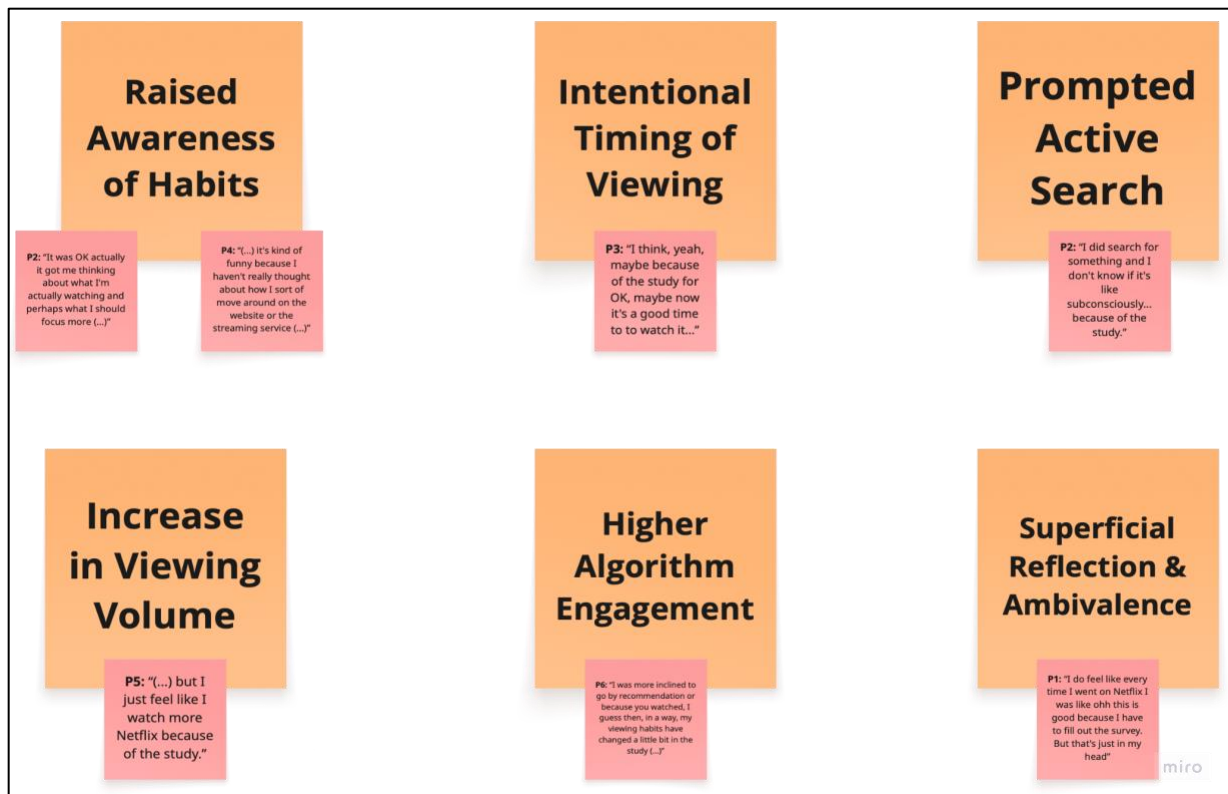 Raised
Awareness
of Habits
P2: “It was OK actually
it got me thinking
about what I'm
actually watching and
perhaps what I should
focus more (...)”
P4: “(...) it's kind of
funny because I
haven't really thought
about how I sort of
move around on the
website or the
streaming service (...)”
Intentional
Timing of
Viewing
P3: “I think, yeah,
maybe because
of the study for
OK, maybe now
it's a good time
to to watch it...”
Prompted
Active
Search
P2: “I did search for
something and I
don't know if it's
like
subconsciously...
because of the
study.”
Increase
in Viewing
Volume
P5: “(...) but I
just feel like I
watch more
Netflix because
of the study.”
Higher
Algorithm
Engagement
P6: “I was more inclined to
go by recommendation or
because you watched, I
guess then, in a way, my
viewing habits have
changed a little bit in the
study (...)”
Superficial
Reflection &
Ambivalence
P1: “I do feel like every
time I went on Netflix I
was like ohh this is
good because I have
to fill out the survey.
But that's just in my
head”
miro